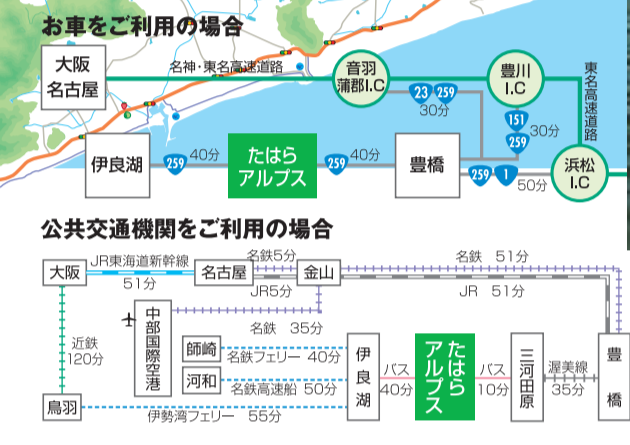 お車をご利用の場合
大阪
名古屋
名神・東名高速道路
音羽
蒲郡I.C
23 259
30分
豊川
I.C
151
259
30分
東名高速道路
浜松
I.C
伊良湖
259
40分
たはら
アルプス
259
40分
豊橋
259 1
50分
公共交通機関をご利用の場合
大阪
JR東海道新幹線
51分
名古屋
名鉄5分
JR5分
金山
名鉄 51分
JR 51分
近鉄
120分
中部国際空港
名鉄 35分
師崎
名鉄フェリー 40分
河和
名鉄高速船 50分
鳥羽
伊勢湾フェリー 55分
伊良湖
バス
40分
たはら
アルプス
バス
10分
三河田原
渥美線
35分
豊橋